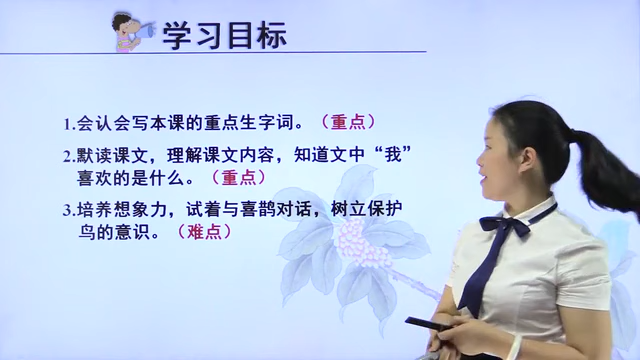 学习目标
1.会认会写本课的重点生字词。（重点）
2.默读课文，理解课文内容，知道文中“我”
喜欢的是什么。（重点）
3.培养想象力，试着与喜鹊对话，树立保护
鸟的意识。（难点）